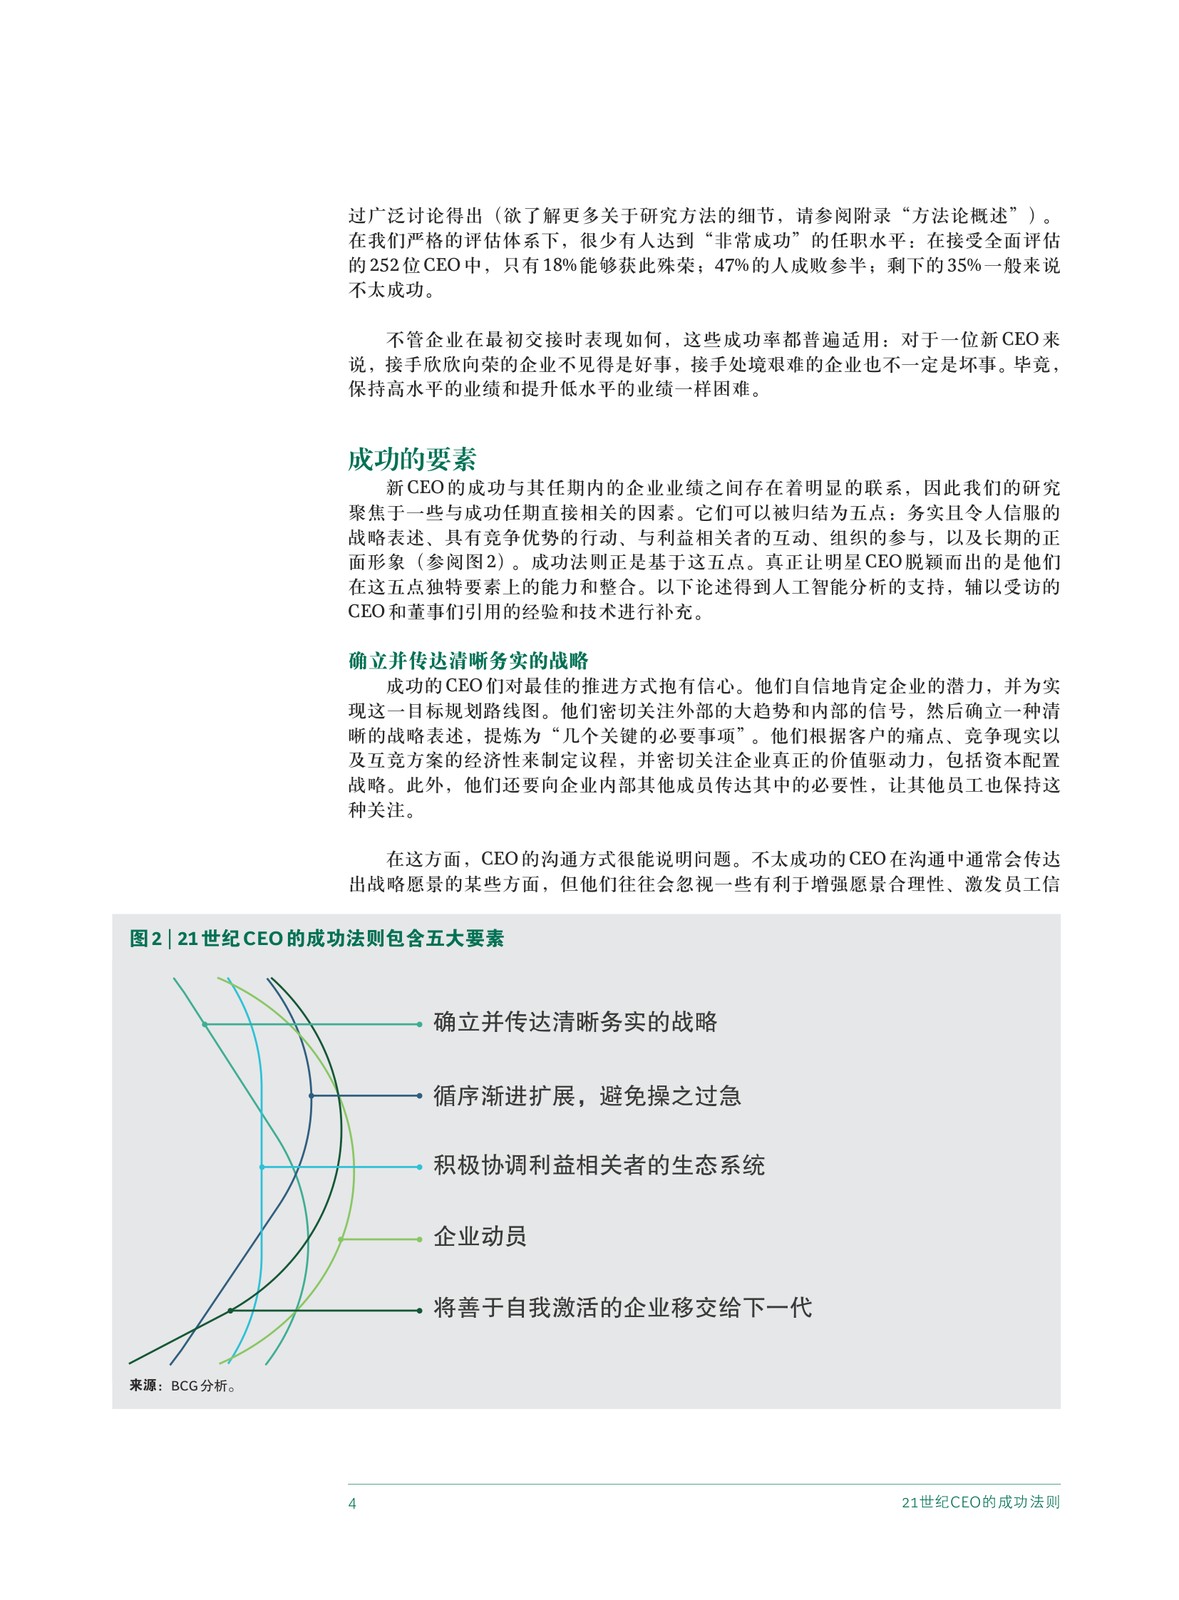 过广泛讨论得出（欲了解更多关于研究方法的细节，请参阅附录“方法论概述”）。
在我们严格的评估体系下，很少有人达到“非常成功”的任职水平：在接受全面评估
的252位CEO中，只有18%能够获此殊荣；47%的人成败参半；剩下的35%一般来说
不太成功。
不管企业在最初交接时表现如何，这些成功率都普遍适用：对于一位新CEO来
说，接手欣欣向荣的企业不见得是好事，接手处境艰难的企业也不一定是坏事。毕竟，
保持高水平的业绩和提升低水平的业绩一样困难。
成功的要素
新CEO的成功与其任期内的企业业绩之间存在着明显的联系，因此我们的研究
聚焦于一些与成功任期直接相关的因素。它们可以被归结为五点：务实且令人信服的
战略表述、具有竞争优势的行动、与利益相关者的互动、组织的参与，以及长期的正
面形象（参阅图2）。成功法则正是基于这五点。真正让明星CEO脱颖而出的是他们
在这五点独特要素上的能力和整合。以下论述得到人工智能分析的支持，辅以受访的
CEO和董事们引用的经验和技术进行补充。
确立并传达清晰务实的战略
成功的CEO们对最佳的推进方式抱有信心。他们自信地肯定企业的潜力，并为实
现这一目标规划路线图。他们密切关注外部的大趋势和内部的信号，然后确立一种清
晰的战略表述，提炼为“几个关键的必要事项”。他们根据客户的痛点、竞争现实以
及互竞方案的经济性来制定议程，并密切关注企业真正的价值驱动力，包括资本配置
战略。此外，他们还要向企业内部其他成员传达其中的必要性，让其他员工也保持这
种关注。
在这方面，CEO的沟通方式很能说明问题。不太成功的CEO在沟通中通常会传达
出战略愿景的某些方面，但他们往往会忽视一些有利于增强愿景合理性、激发员工信
图2 | 21世纪CEO的成功法则包含五大要素
确立并传达清晰务实的战略
循序渐进扩展，避免操之过急
积极协调利益相关者的生态系统
企业动员
将善于自我激活的企业移交给下一代
来源：BCG分析。
4
21世纪CEO的成功法则